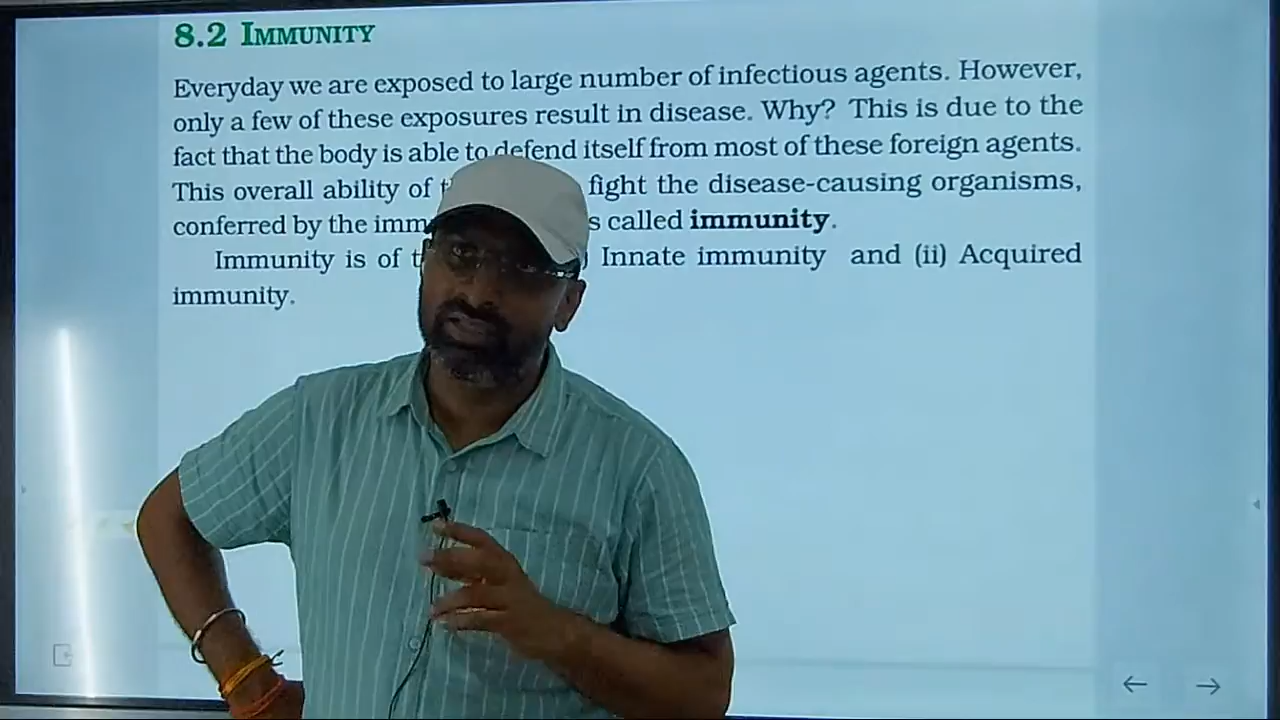 8.2 IMMUNITY
Everyday we are exposed to large number of infectious agents. However,
only a few of these exposures result in disease. Why? This is due to the
fact that the body is able to defend itself from most of these foreign agents.
This overall ability of fight the disease-causing organisms,
conferred by the called immunity.
Immunity is of Innate immunity and (ii) Acquired
immunity.